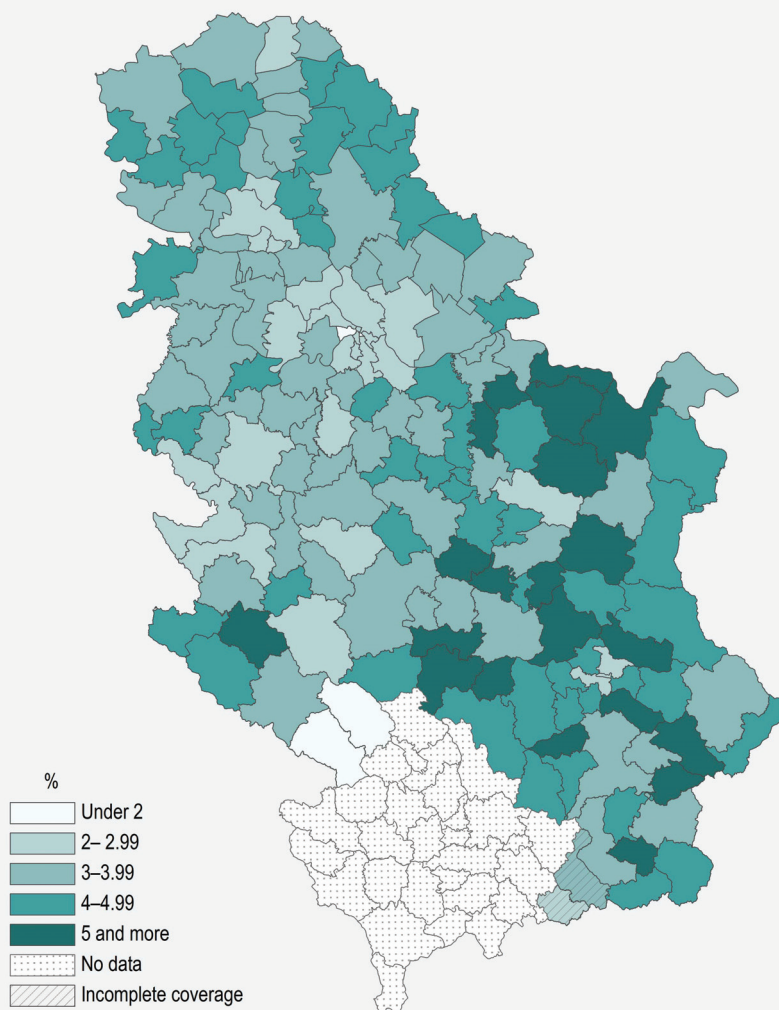 %
Under 2
2– 2.99
3–3.99
4–4.99
5 and more
No data
Incomplete coverage